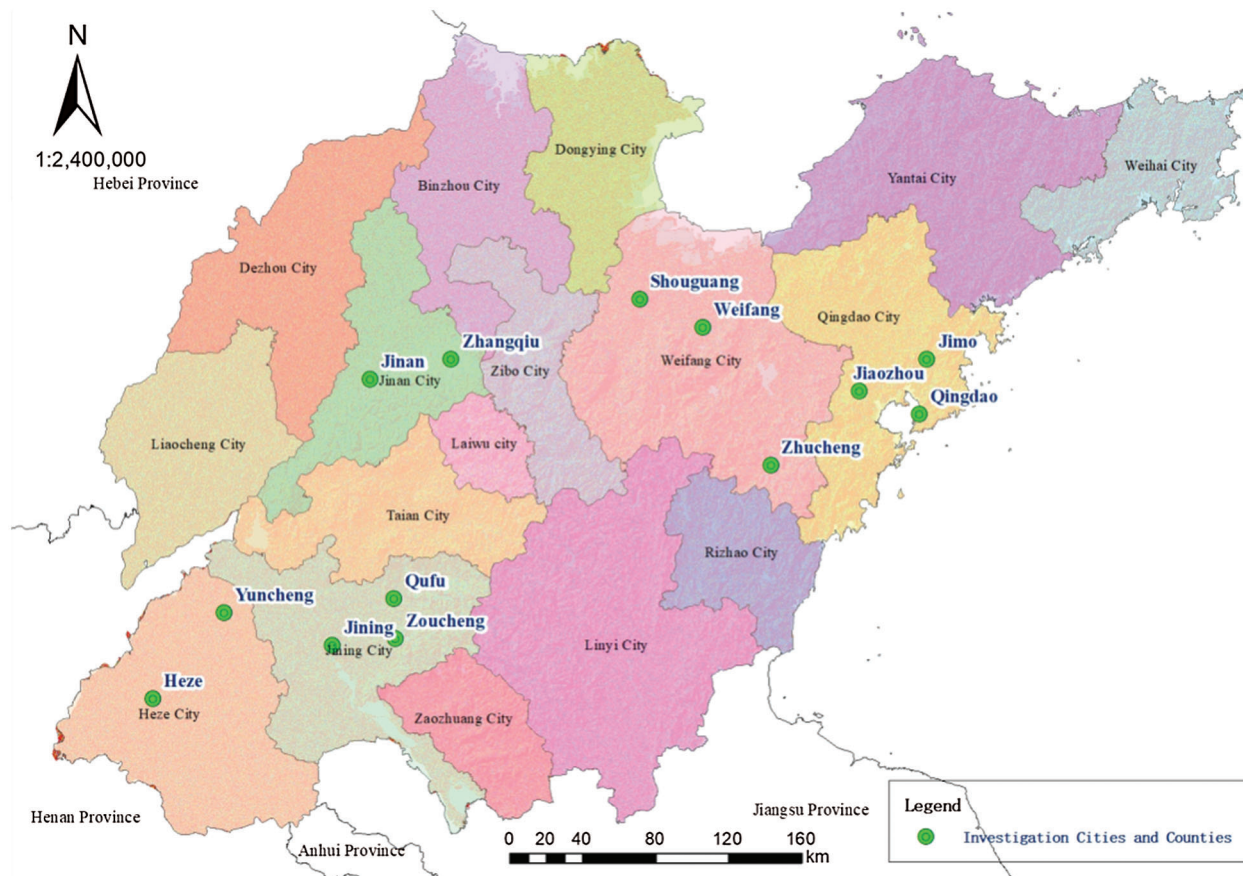 N
1:2,400,000
Hebei Province
Dongying City
Binzhou City
Yantai City
Weihai City
Dezhou City
Shouguang
Weifang
Qingdao City
Weifang City
Jimo
Zhangqiu
Jinan
Jinan City
Zibo City
Jiaozhou
Qingdao
Liaocheng City
Laiwu city
Zhucheng
Taian City
Rizhao City
Qufu
Yuncheng
Jining
Zoucheng
Jining City
Linyi City
Heze
Heze City
Zaozhuang City
Henan Province
Anhui Province
Jiangsu Province
0 20 40 80 120 160
km
Legend
Investigation Cities and Counties